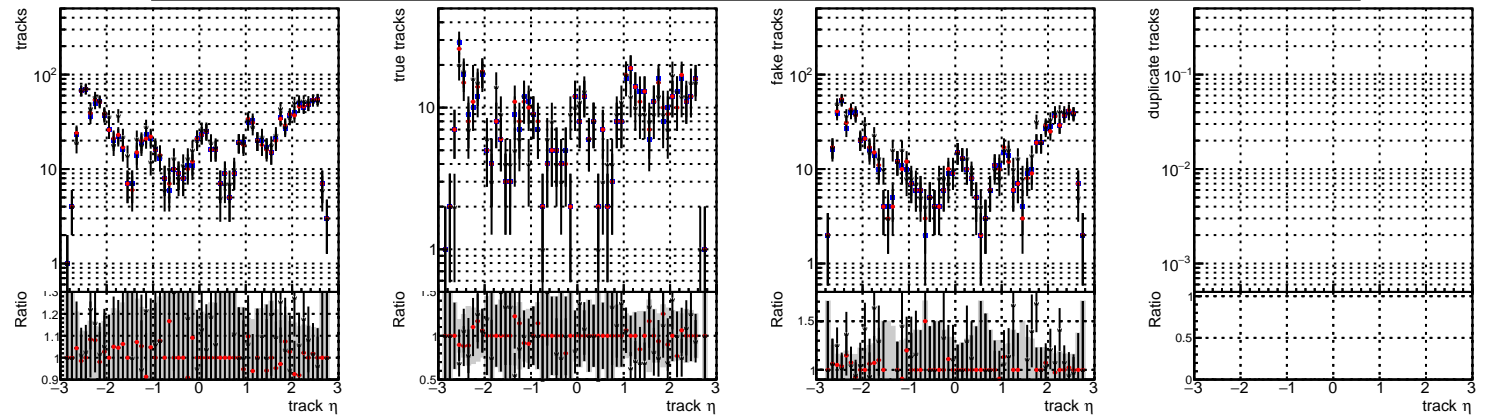 tracks
10²
10
1
Ratio
1.3
1.2
1.1
1
0.9
−3 −2 −1 0 1 2 3
track η
true tracks
10
1
Ratio
1.5
1
0.5
−3 −2 −1 0 1 2 3
track η
fake tracks
10²
10
1
Ratio
1.5
1
−3 −2 −1 0 1 2 3
track η
duplicate tracks
10⁻¹
10⁻²
10⁻³
Ratio
1
0.5
0
−3 −2 −1 0 1 2 3
track η